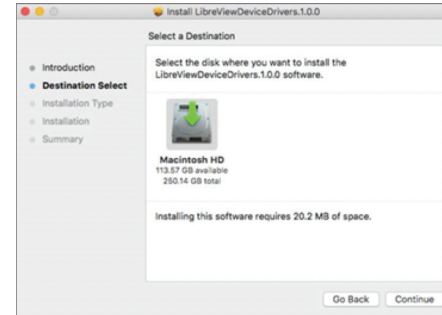 Install LibreViewDeviceDrivers.1.0.0
Select a Destination
Introduction
Destination Select
Installation Type
Installation
Summary
Select the disk where you want to install the
LibreViewDeviceDrivers.1.0.0 software.
Macintosh HD
113.57 GB available
250.14 GB total
Installing this software requires 20.2 MB of space.
Go Back
Continue